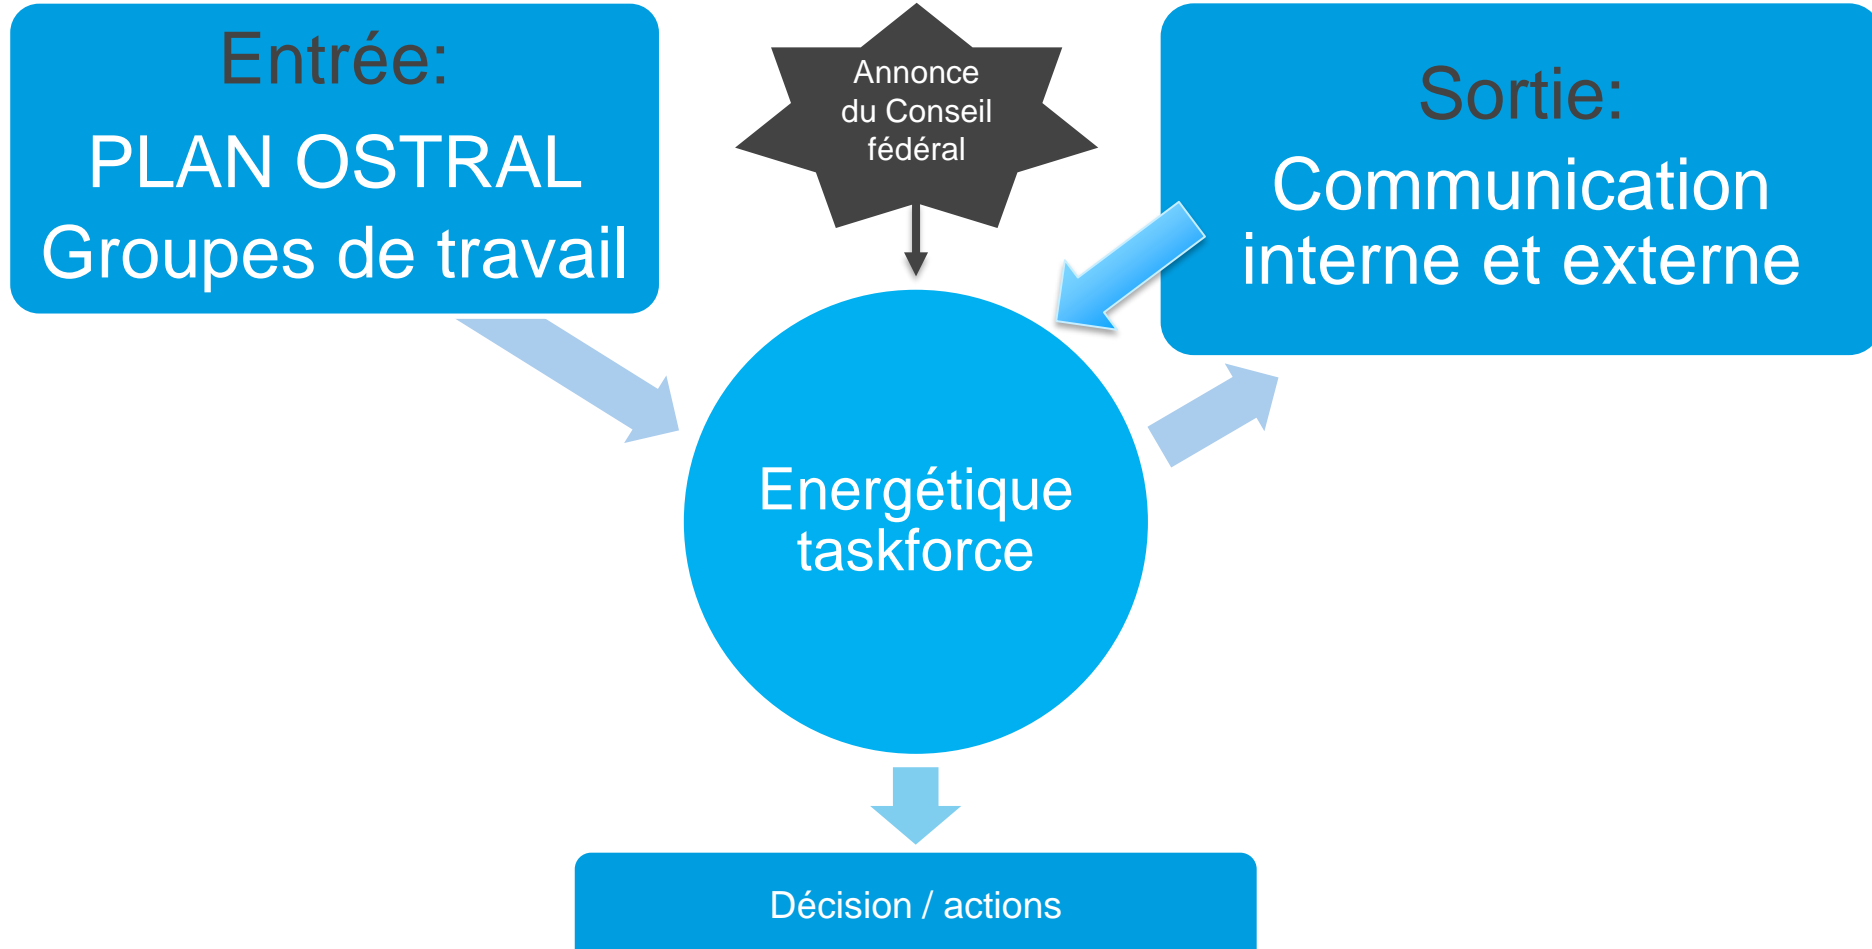 Entrée:
PLAN OSTRAL
Groupes de travail
Annonce
du Conseil
fédéral
Sortie:
Communication
interne et externe
Energétique
taskforce
Décision / actions